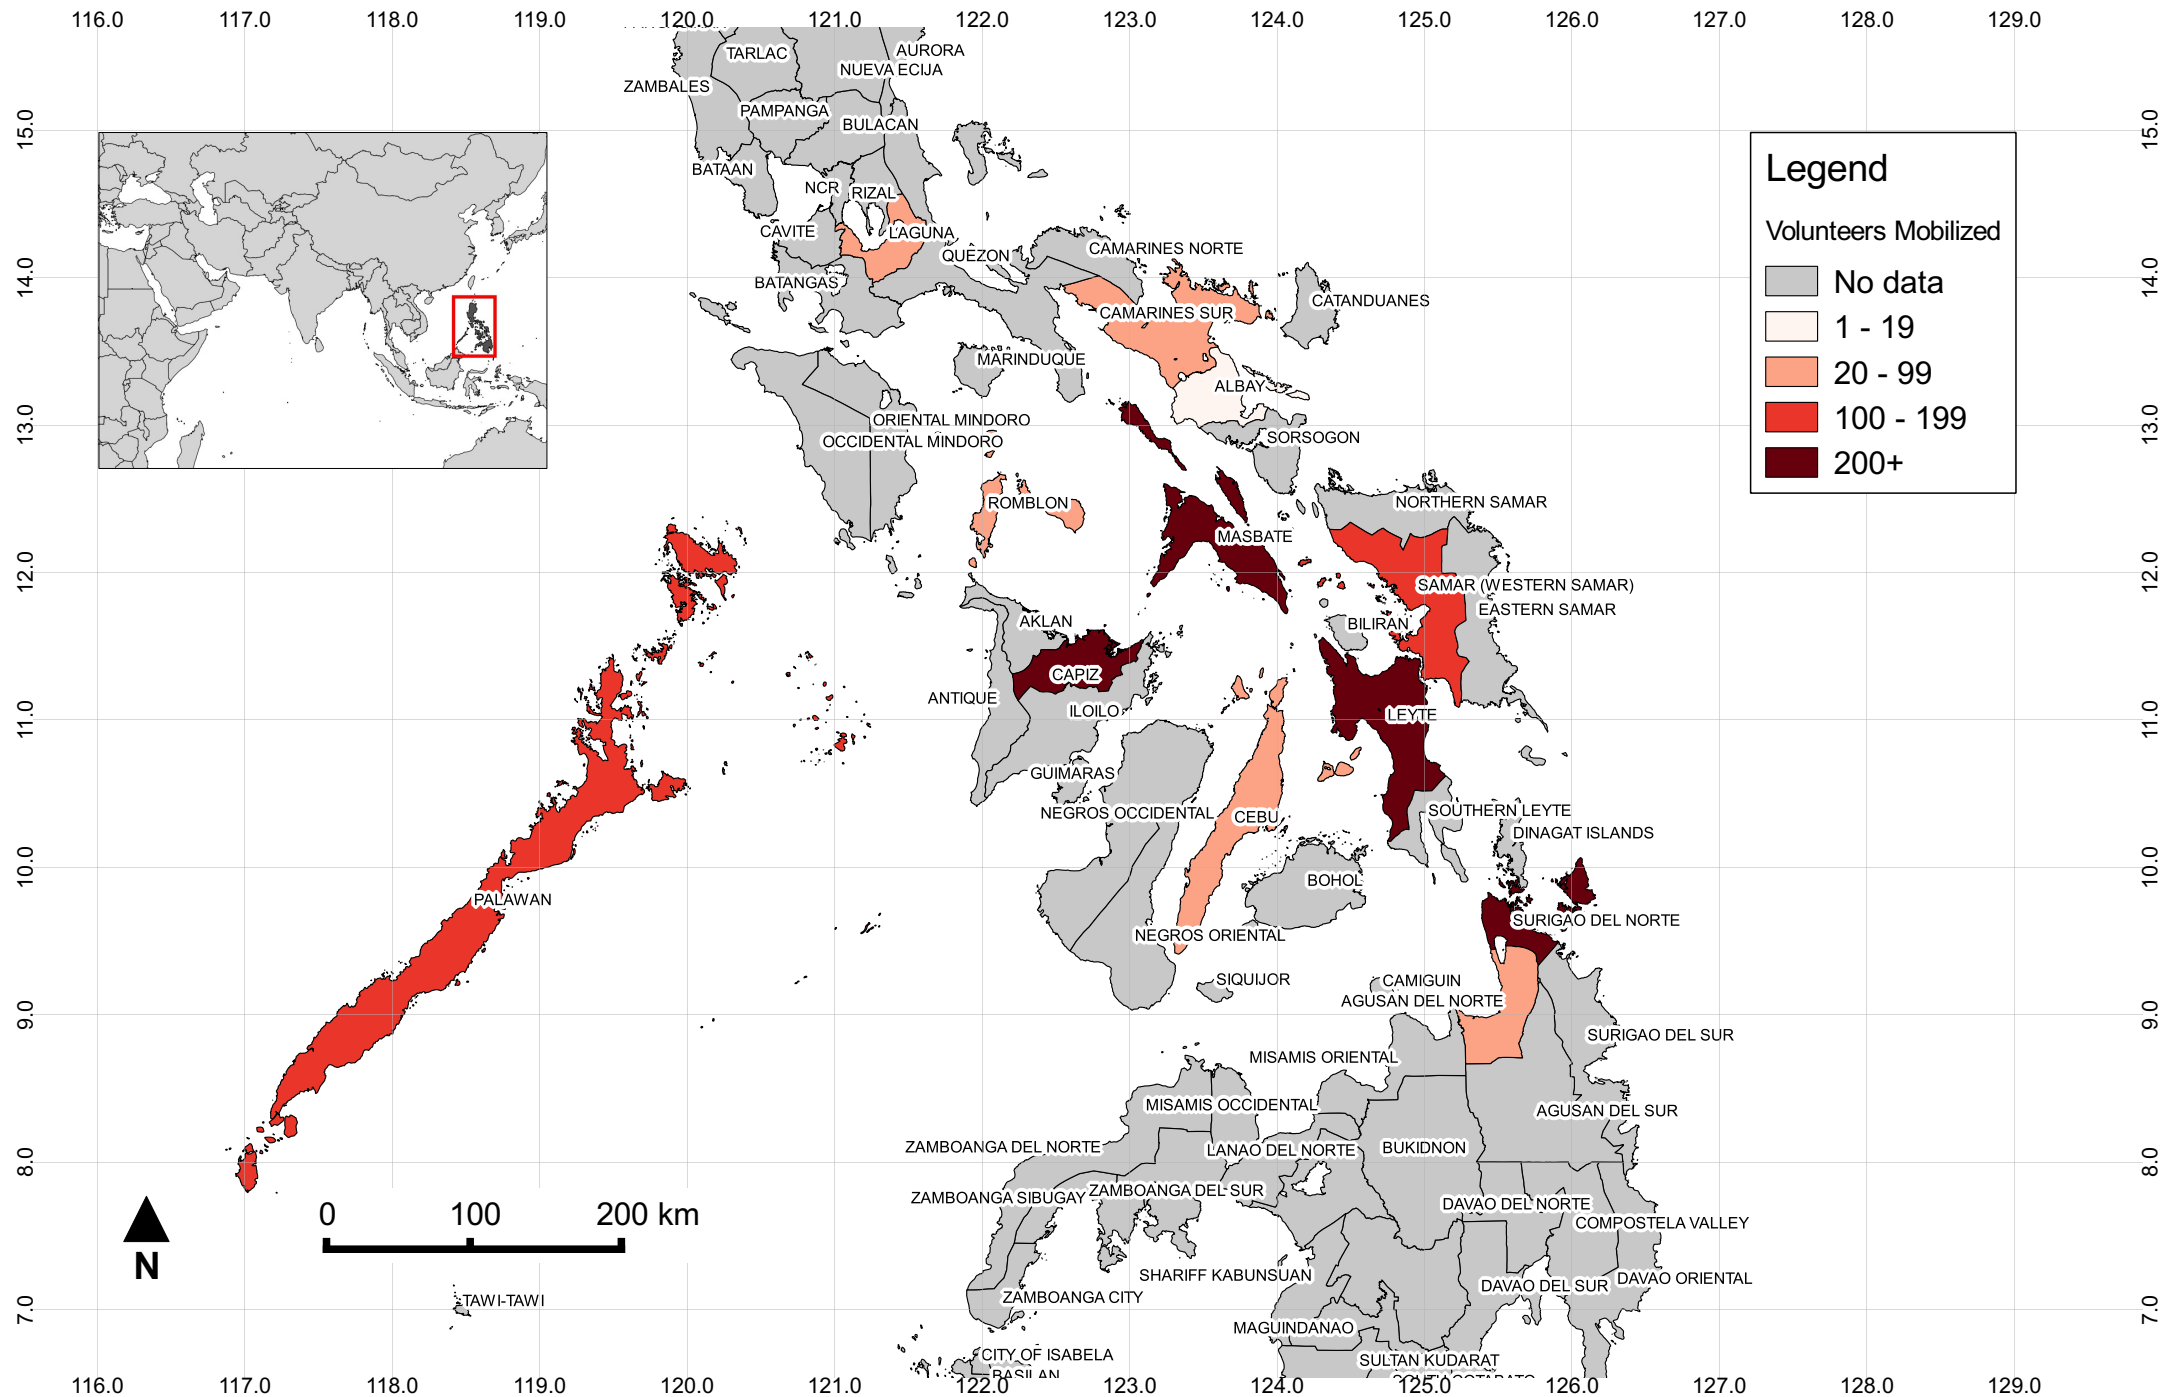 116.0 117.0 118.0 119.0 120.0 121.0 122.0 123.0 124.0 125.0 126.0 127.0 128.0 129.0
TARLAC
AURORA
NUEVA ECIJA
ZAMBALES
PAMPANGA
BULACAN
15.0 15.0
BATAAN
NCR
RIZAL
CAVITE
LAGUNA
QUEZON
CAMARINES NORTE
14.0 14.0
BATANGAS
CAMARINES SUR
CATANDUANES
MARINDUQUE
ALBAY
13.0 13.0
ORIENTAL MINDORO
OCCIDENTAL MINDORO
SORSOGON
Legend
Volunteers Mobilized
No data
1 - 19
20 - 99
100 - 199
200+
ROMBLON
NORTHERN SAMAR
MASBATE
12.0 12.0
SAMAR (WESTERN SAMAR)
EASTERN SAMAR
AKLAN
BILIRAN
CAPIZ
ANTIQUE
ILOILO
LEYTE
11.0 11.0
GUIMARAS
NEGROS OCCIDENTAL
CEBU
SOUTHERN LEYTE
DINAGAT ISLANDS
10.0 10.0
BOHOL
PALAWAN
SURIGAO DEL NORTE
NEGROS ORIENTAL
SIQUIJOR
CAMIGUIN
AGUSAN DEL NORTE
9.0 9.0
SURIGAO DEL SUR
MISAMIS ORIENTAL
MISAMIS OCCIDENTAL
AGUSAN DEL SUR
ZAMBOANGA DEL NORTE
LANAO DEL NORTE
BUKIDNON
8.0 8.0
ZAMBOANGA SIBUGAY
ZAMBOANGA DEL SUR
DAVAO DEL NORTE
COMPOSTELA VALLEY
0 100 200 km
N
SHARIFF KABUNSUAN
DAVAO DEL SUR
DAVAO ORIENTAL
TAWI-TAWI
ZAMBOANGA CITY
7.0 7.0
MAGUINDANAO
CITY OF ISABELA
SULTAN KUDARAT
BASILAN
116.0 117.0 118.0 119.0 120.0 121.0 122.0 123.0 124.0 125.0 126.0 127.0 128.0 129.0